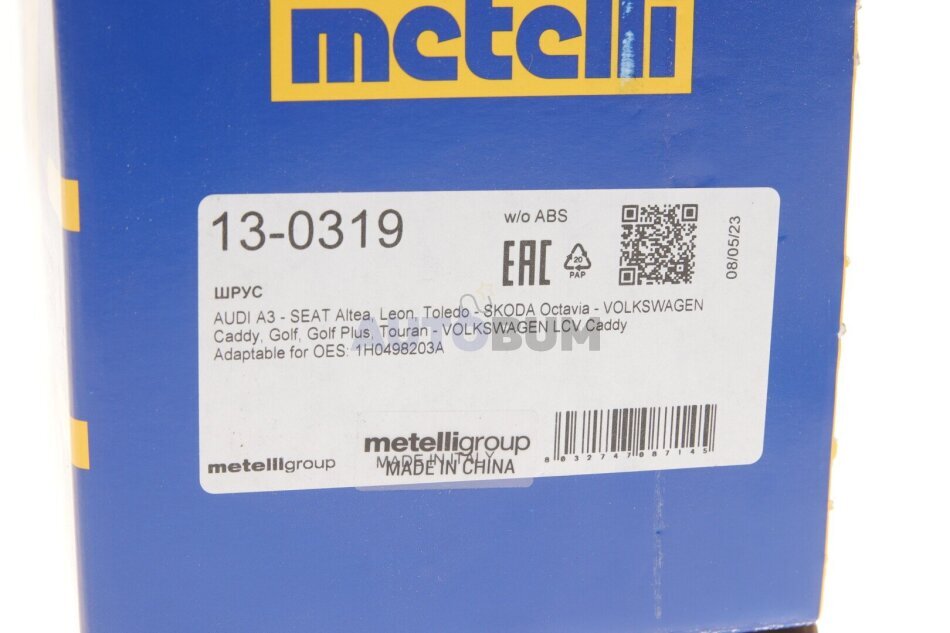 metelli
13-0319
w/o ABS
EAC
20
PAP
08/05/23
ШРУС
AUDI A3 - SEAT Altea, Leon, Toledo - SKODA Octavia - VOLKSWAGEN
Caddy, Golf, Golf Plus, Touran - VOLKSWAGEN LCV Caddy
Adaptable for OES: 1H0498203A
AUTOBUM
metelligroup
metelligroup
MADE IN ITALY
MADE IN CHINA
8032747087145